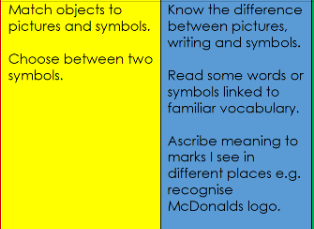 Match objects to
pictures and symbols.
Choose between two
symbols.
Know the difference
between pictures,
writing and symbols.
Read some words or
symbols linked to
familiar vocabulary.
Ascribe meaning to
marks I see in
different places e.g.
recognise
McDonalds logo.